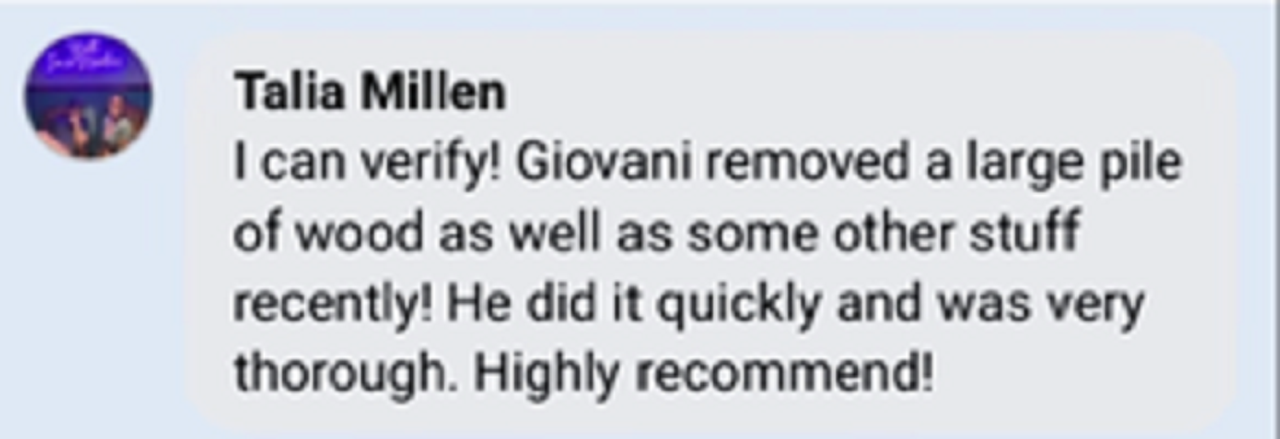 Talia Millen
I can verify! Giovani removed a large pile
of wood as well as some other stuff
recently! He did it quickly and was very
thorough. Highly recommend!